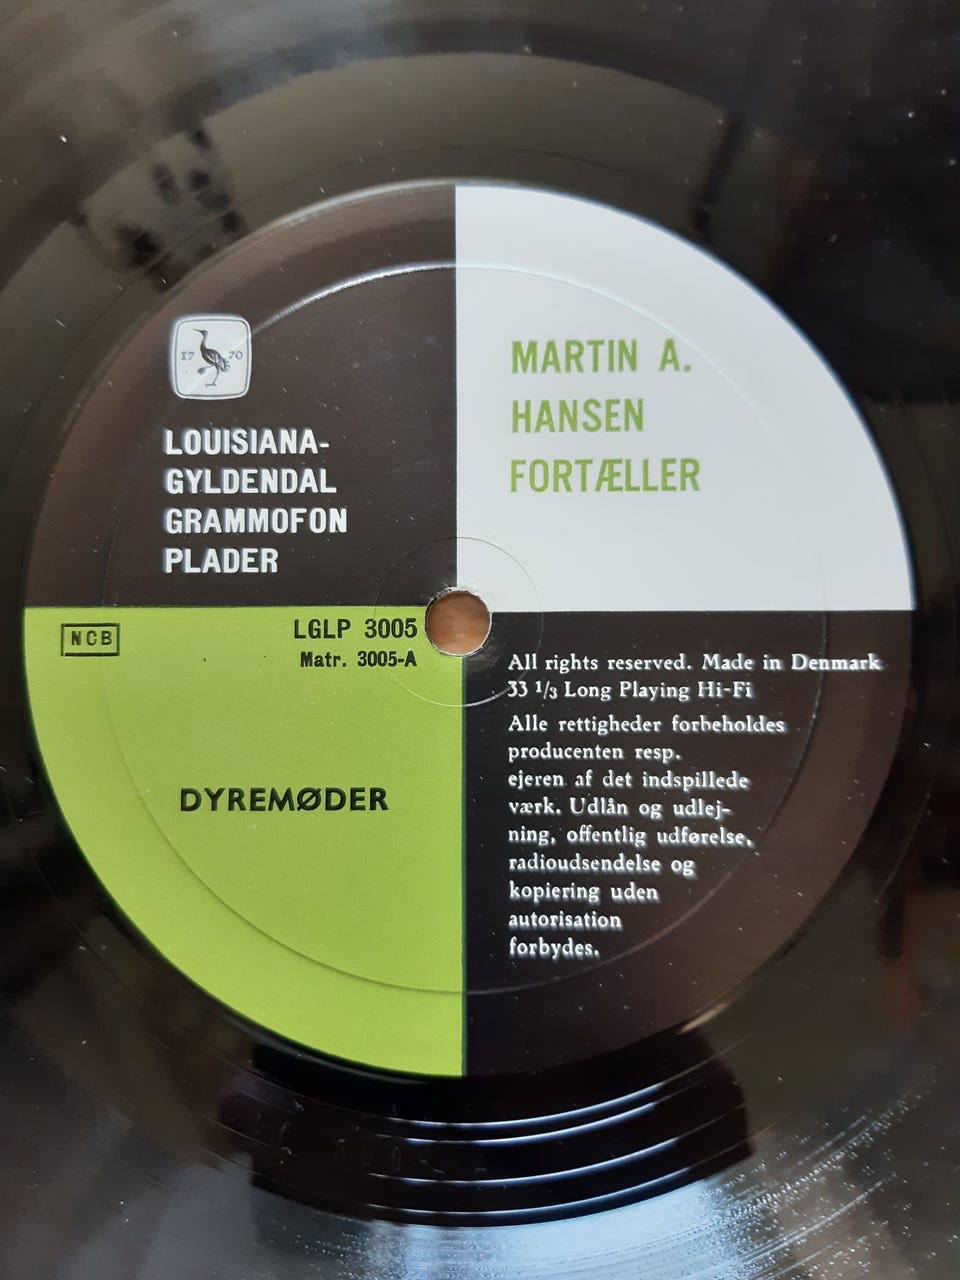 17 70
LOUISIANA-
GYLDENDAL
GRAMMOFON
PLADER
MARTIN A.
HANSEN
FORTÆLLER
NCB
LGLP 3005
Matr. 3005-A
DYREMØDER
All rights reserved. Made in Denmark
33 1/3 Long Playing Hi-Fi
Alle rettigheder forbeholdes
producenten resp.
ejeren af det indspillede
værk. Udlån og udlej-
ning, offentlig udførelse,
radioudsendelse og
kopiering uden
autorisation
forbydes.